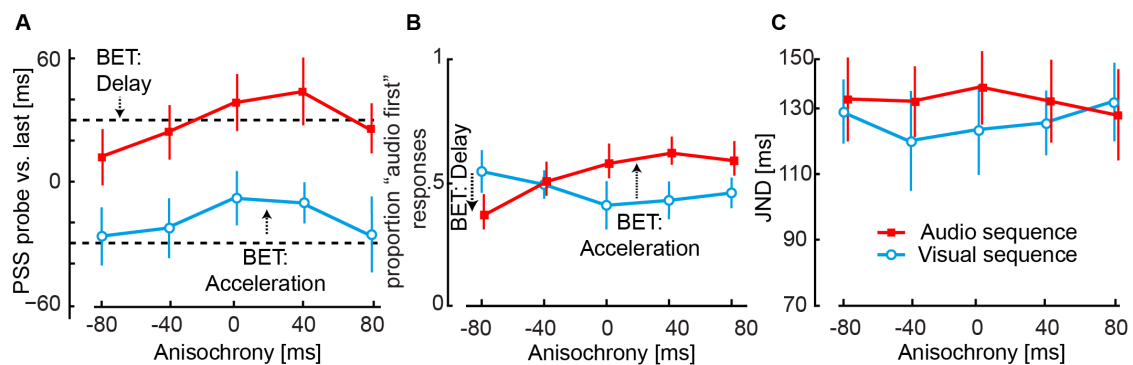 A
B
C
PSS probe vs. last [ms]
60
0
−60
BET:
Delay
BET:
Acceleration
-80
-40
0
40
80
Anisochrony [ms]
proportion “audio first”
responses
1
.5
0
BET: Delay
BET:
Acceleration
-80
-40
0
40
80
Anisochrony [ms]
JND [ms]
150
130
110
90
70
Audio sequence
Visual sequence
-80
-40
0
40
80
Anisochrony [ms]